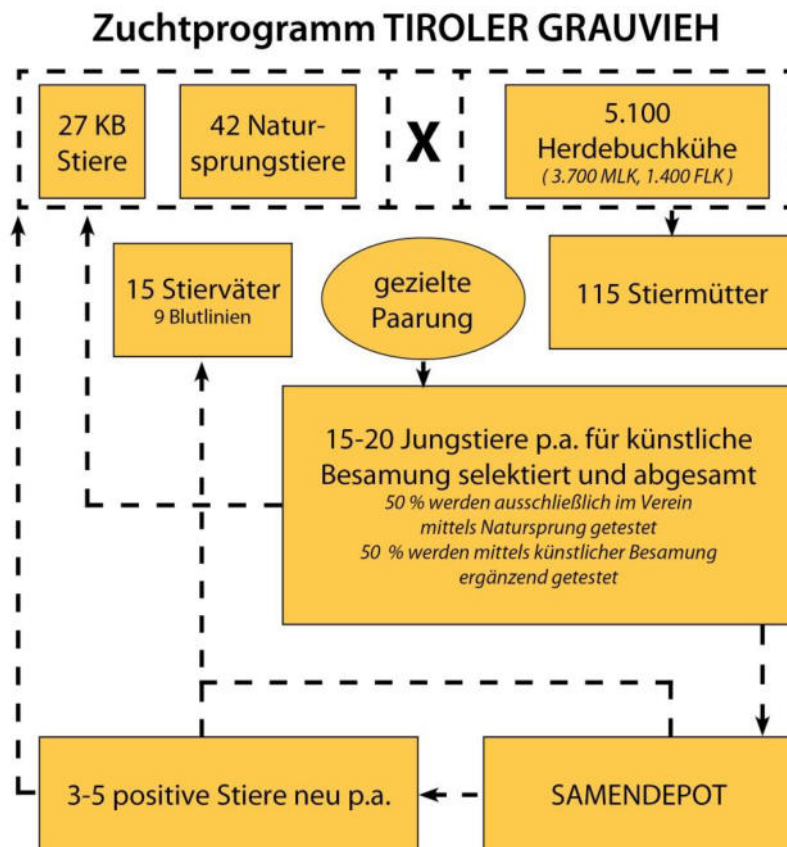 Zuchtprogramm TIROLER GRAUVIEH
27 KB
Stiere
42 Natur-
sprungstiere
X
5.100
Herdebuchkühe
( 3.700 MLK, 1.400 FLK )
15 Stierväter
9 Blutlinien
gezielte
Paarung
115 Stiermütter
15-20 Jungstiere p.a. für künstliche
Besamung selektiert und abgesamt
50 % werden ausschließlich im Verein
mittels Natursprung getestet
50 % werden mittels künstlicher Besamung
ergänzend getestet
3-5 positive Stiere neu p.a.
SAMENDEPOT